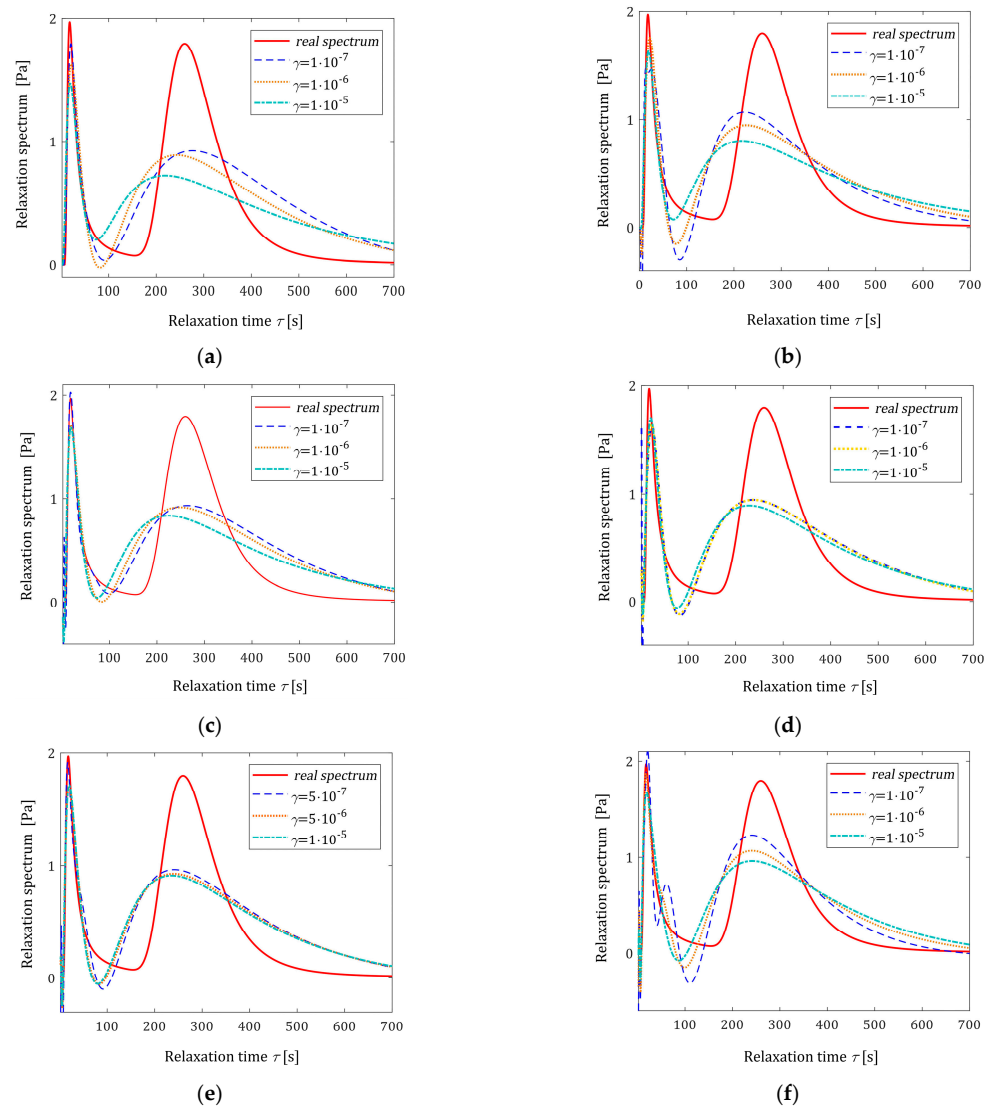 2
1
0
Relaxation spectrum [Pa]
real spectrum
γ=1·10⁻⁷
γ=1·10⁻⁶
γ=1·10⁻⁵
100 200 300 400 500 600 700
Relaxation time τ [s]
(a)
2
1
0
Relaxation spectrum [Pa]
real spectrum
γ=1·10⁻⁷
γ=1·10⁻⁶
γ=1·10⁻⁵
0 100 200 300 400 500 600 700
Relaxation time τ [s]
(b)
2
1
0
Relaxation spectrum [Pa]
real spectrum
γ=1·10⁻⁷
γ=1·10⁻⁶
γ=1·10⁻⁵
100 200 300 400 500 600 700
Relaxation time τ [s]
(c)
2
1
0
Relaxation spectrum [Pa]
real spectrum
γ=1·10⁻⁷
γ=1·10⁻⁶
γ=1·10⁻⁵
100 200 300 400 500 600 700
Relaxation time τ [s]
(d)
2
1
0
Relaxation spectrum [Pa]
real spectrum
γ=5·10⁻⁷
γ=5·10⁻⁶
γ=1·10⁻⁵
100 200 300 400 500 600 700
Relaxation time τ [s]
(e)
2
1
0
Relaxation spectrum [Pa]
real spectrum
γ=1·10⁻⁷
γ=1·10⁻⁶
γ=1·10⁻⁵
100 200 300 400 500 600 700
Relaxation time τ [s]
(f)